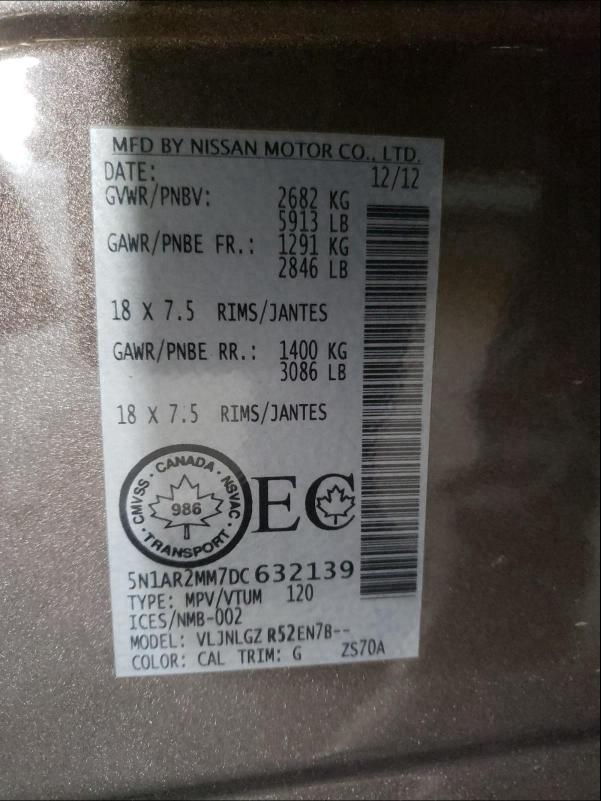 MFD BY NISSAN MOTOR CO., LTD.
DATE: 12/12
GVWR/PNBV: 2682 KG
5913 LB
GAWR/PNBE FR.: 1291 KG
2846 LB
18 X 7.5 RIMS/JANTES
GAWR/PNBE RR.: 1400 KG
3086 LB
18 X 7.5 RIMS/JANTES
CMVSS · CANADA · NSVAC · TRANSPORT ·
986
EC
5N1AR2MM7DC632139
TYPE: MPV/VTUM 120
ICES/NMB-002
MODEL: VLJNLGZ R52EN7B--
COLOR: CAL TRIM: G ZS70A